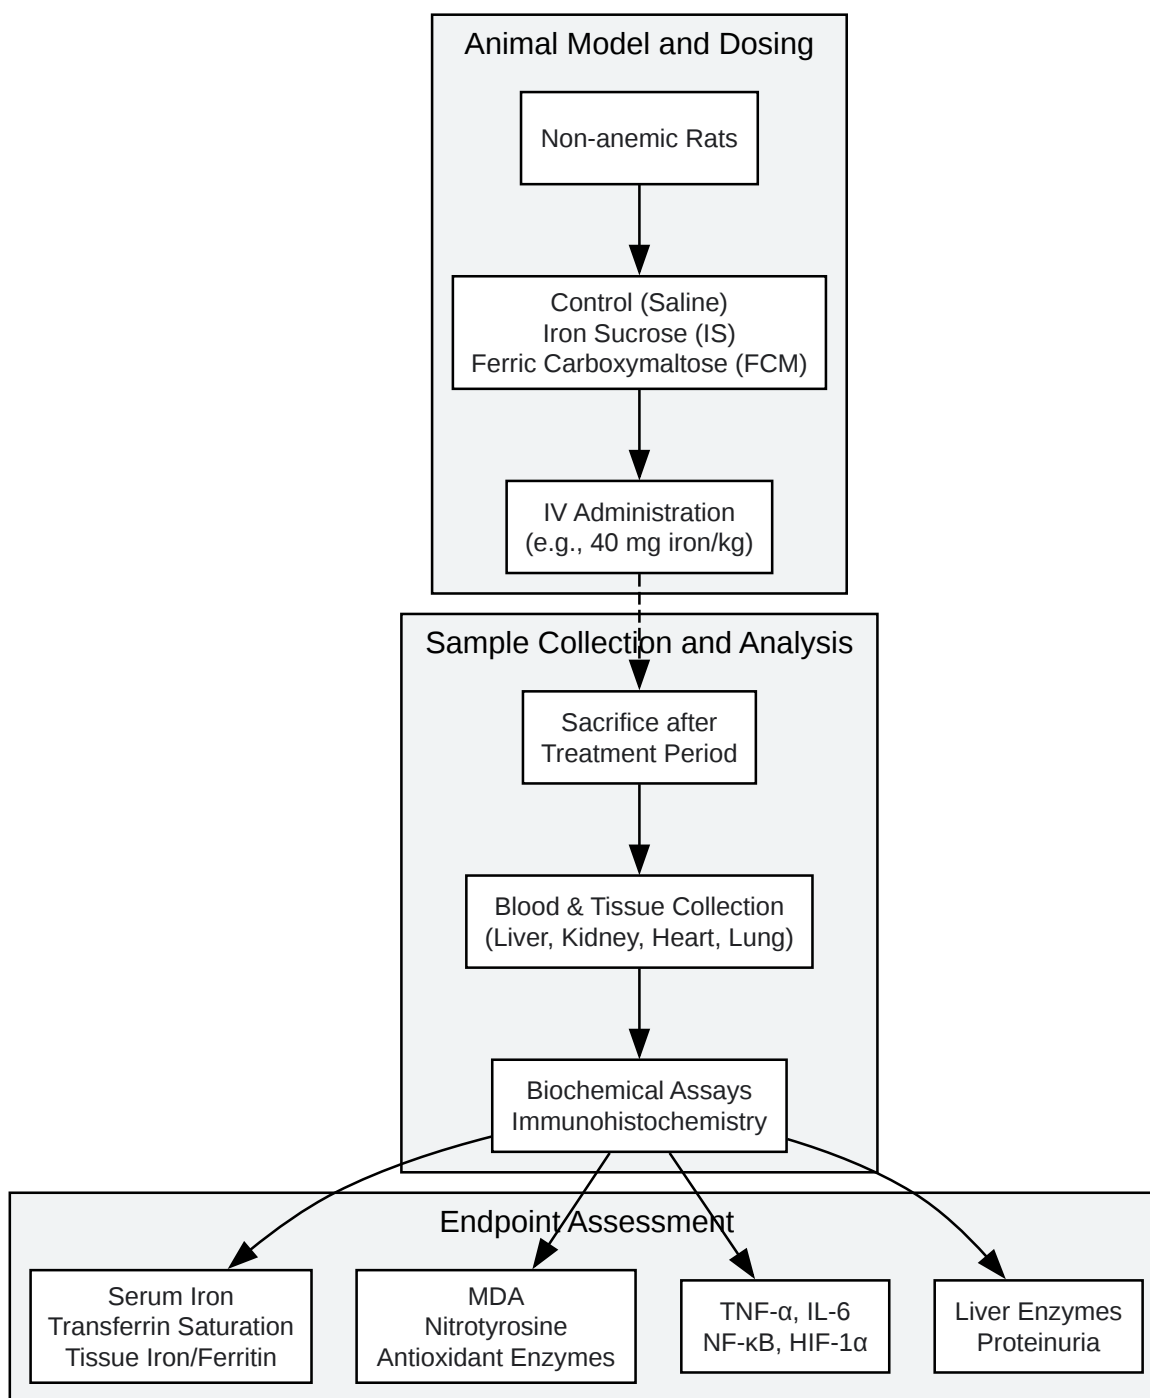 Animal Model and Dosing
Non-anemic Rats
Control (Saline)
Iron Sucrose (IS)
Ferric Carboxymaltose (FCM)
IV Administration
(e.g., 40 mg iron/kg)
Sample Collection and Analysis
Sacrifice after
Treatment Period
Blood & Tissue Collection
(Liver, Kidney, Heart, Lung)
Biochemical Assays
Immunohistochemistry
Endpoint Assessment
Serum Iron
Transferrin Saturation
Tissue Iron/Ferritin
MDA
Nitrotyrosine
Antioxidant Enzymes
TNF-α, IL-6
NF-κB, HIF-1α
Liver Enzymes
Proteinuria